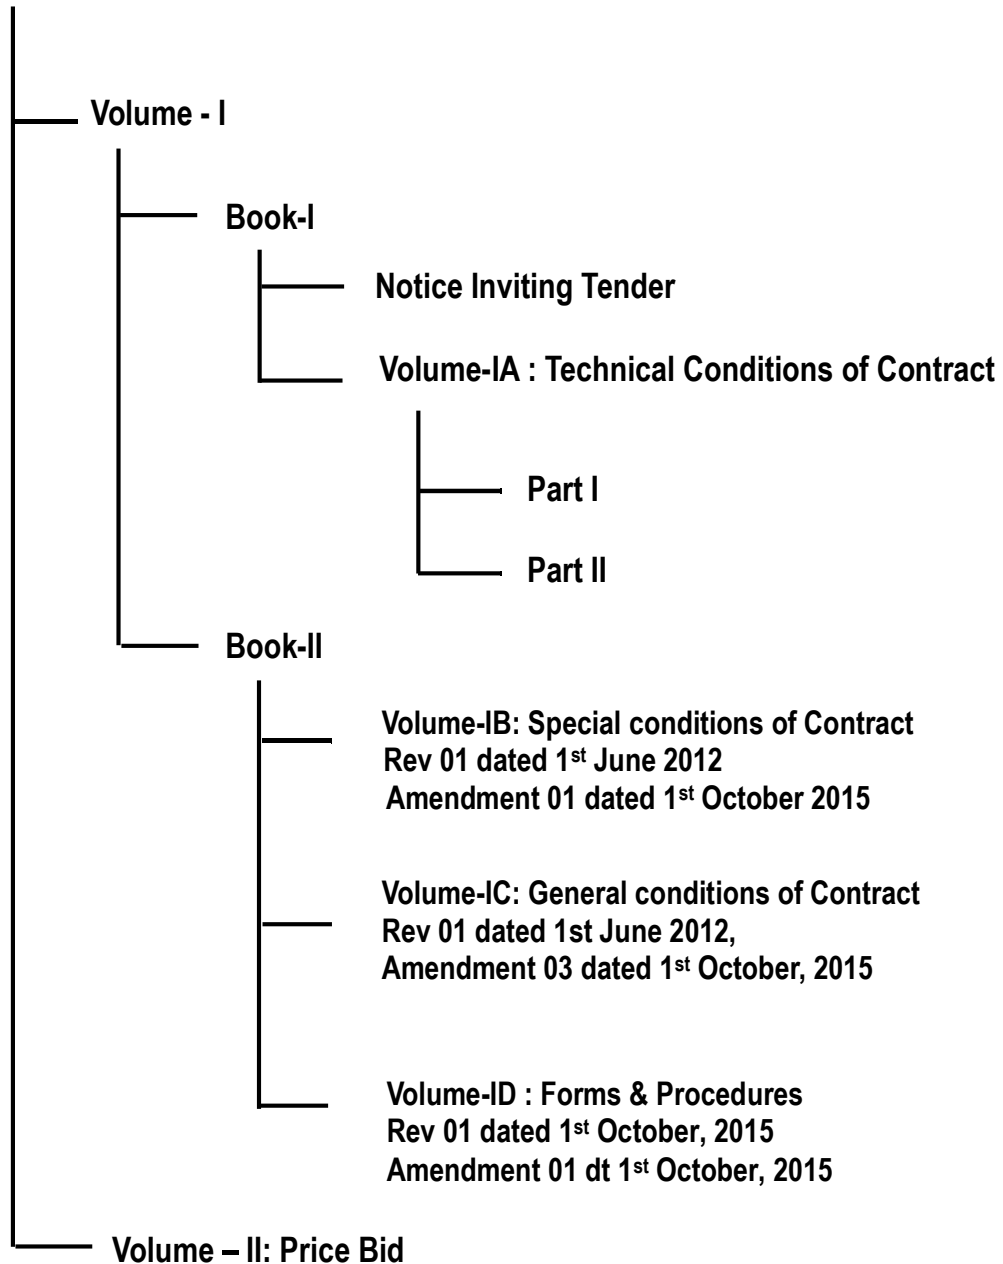 Volume - I
Book-I
Notice Inviting Tender
Volume-IA : Technical Conditions of Contract
Part I
Part II
Book-II
Volume-IB: Special conditions of Contract
Rev 01 dated 1st June 2012
Amendment 01 dated 1st October 2015
Volume-IC: General conditions of Contract
Rev 01 dated 1st June 2012,
Amendment 03 dated 1st October, 2015
Volume-ID : Forms & Procedures
Rev 01 dated 1st October, 2015
Amendment 01 dt 1st October, 2015
Volume – II: Price Bid